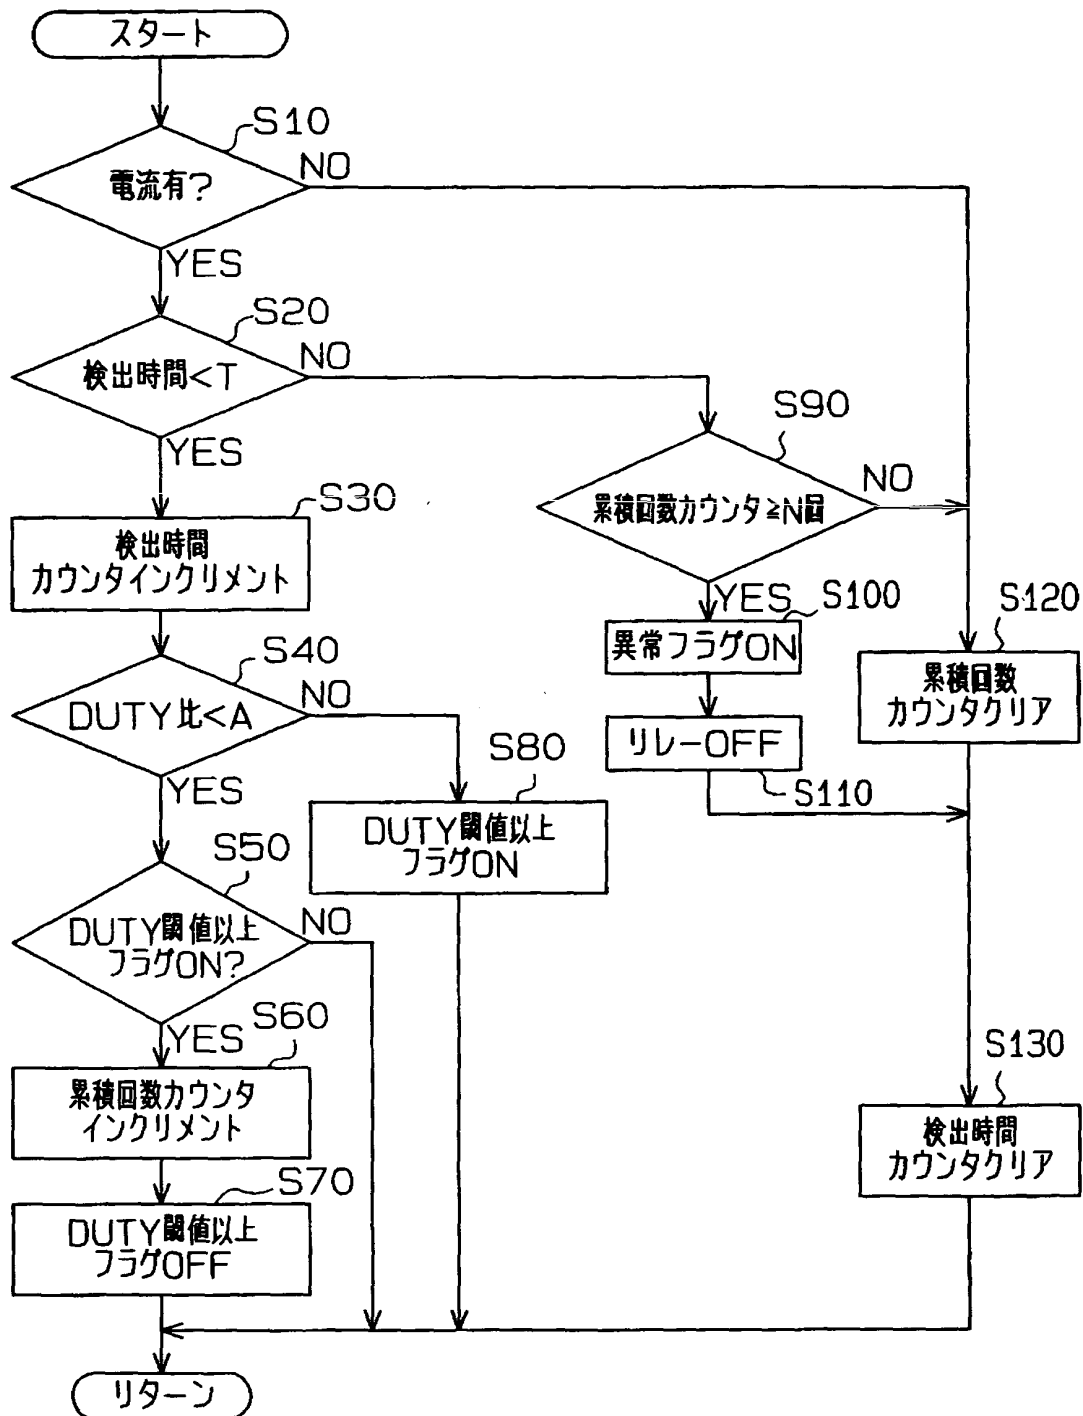 スタート
S10
電流有?
NO
YES
S20
検出時間<T
NO
YES
S90
累積回数カウンタ≧N回
NO
YES
S30
検出時間
カウンタインクリメント
S100
異常フラグON
S120
累積回数
カウンタクリア
S40
DUTY比<A
NO
YES
リレーOFF
S110
S80
DUTY閾値以上
フラグON
S50
DUTY閾値以上
フラグON?
NO
YES
S60
累積回数カウンタ
インクリメント
S130
検出時間
カウンタクリア
S70
DUTY閾値以上
フラグOFF
リターン